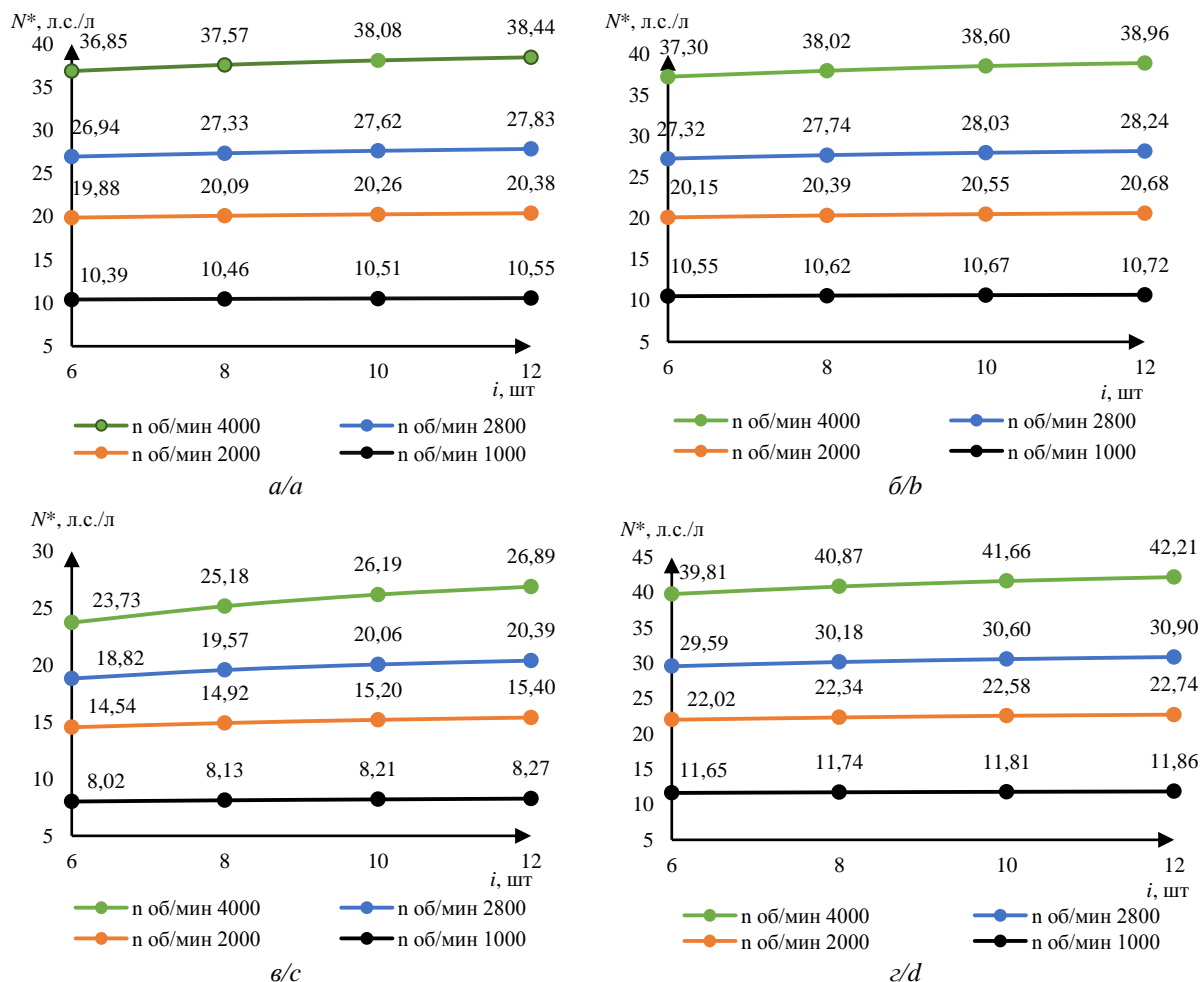 N*, л.с./л
36,85 37,57 38,08 38,44
40
35
26,94 27,33 27,62 27,83
30
25
19,88 20,09 20,26 20,38
20
15
10,39 10,46 10,51 10,55
10
5
6 8 10 12
i, шт
n об/мин 4000 n об/мин 2800
n об/мин 2000 n об/мин 1000
а/a
N*, л.с./л
37,30 38,02 38,60 38,96
40
35
30
27,32 27,74 28,03 28,24
25
20,15 20,39 20,55 20,68
20
15
10,55 10,62 10,67 10,72
10
5
6 8 10 12
i, шт
n об/мин 4000 n об/мин 2800
n об/мин 2000 n об/мин 1000
б/b
N*, л.с./л
30
23,73 25,18 26,19 26,89
25
18,82 19,57 20,06 20,39
20
14,54 14,92 15,20 15,40
15
10
8,02 8,13 8,21 8,27
5
6 8 10 12
i, шт
n об/мин 4000 n об/мин 2800
n об/мин 2000 n об/мин 1000
в/c
N*, л.с./л
45
39,81 40,87 41,66 42,21
40
35
29,59 30,18 30,60 30,90
30
25
22,02 22,34 22,58 22,74
20
15
11,65 11,74 11,81 11,86
10
5
6 8 10 12
i, шт
n об/мин 4000 n об/мин 2800
n об/мин 2000 n об/мин 1000
г/d